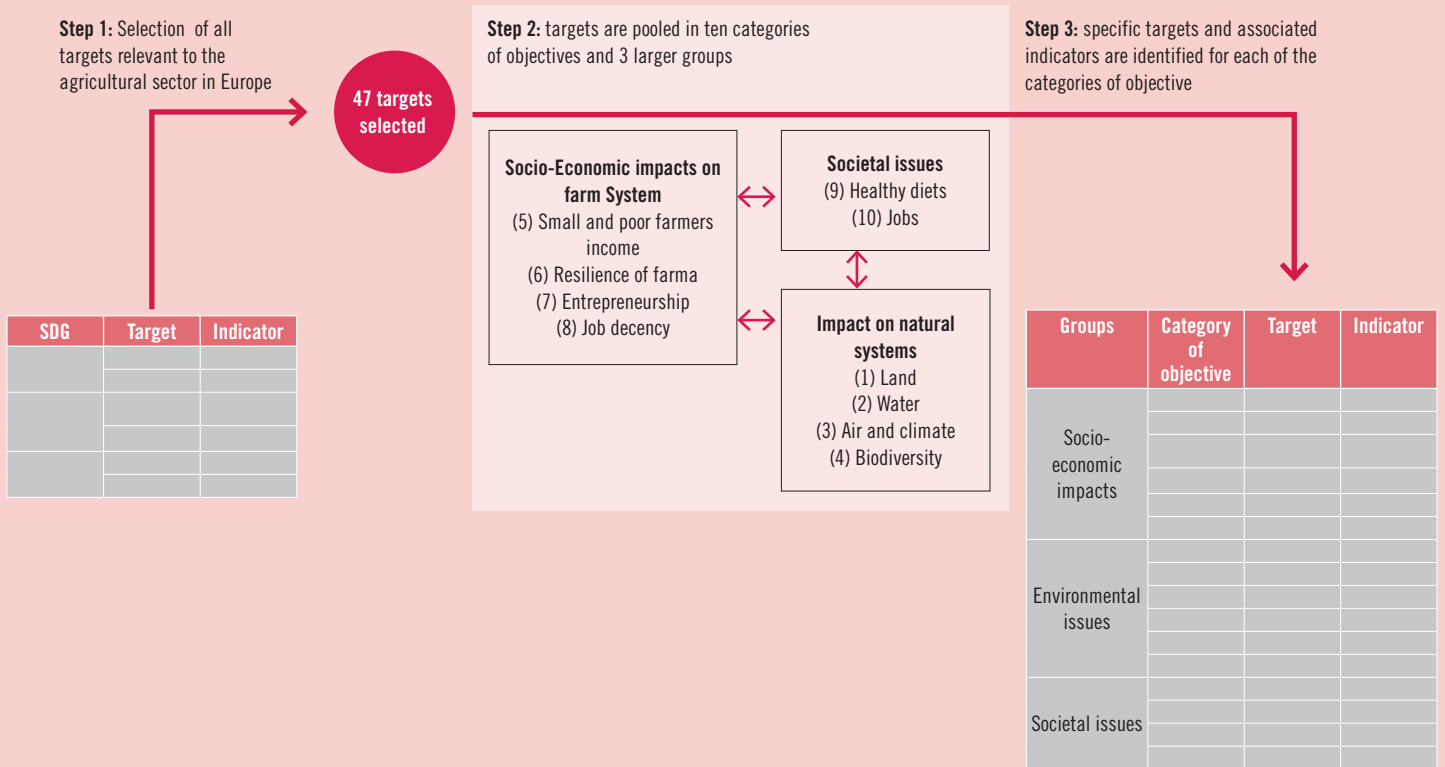 Step 1: Selection of all
targets relevant to the
agricultural sector in Europe
47 targets
selected
SDG Target Indicator
Step 2: targets are pooled in ten categories
of objectives and 3 larger groups
Socio-Economic impacts on
farm System
(5) Small and poor farmers
income
(6) Resilience of farma
(7) Entrepreneurship
(8) Job decency
Societal issues
(9) Healthy diets
(10) Jobs
Impact on natural
systems
(1) Land
(2) Water
(3) Air and climate
(4) Biodiversity
Step 3: specific targets and associated
indicators are identified for each of the
categories of objective
Groups Category Target Indicator
of
objective
Socio-
economic
impacts
Environmental
issues
Societal issues